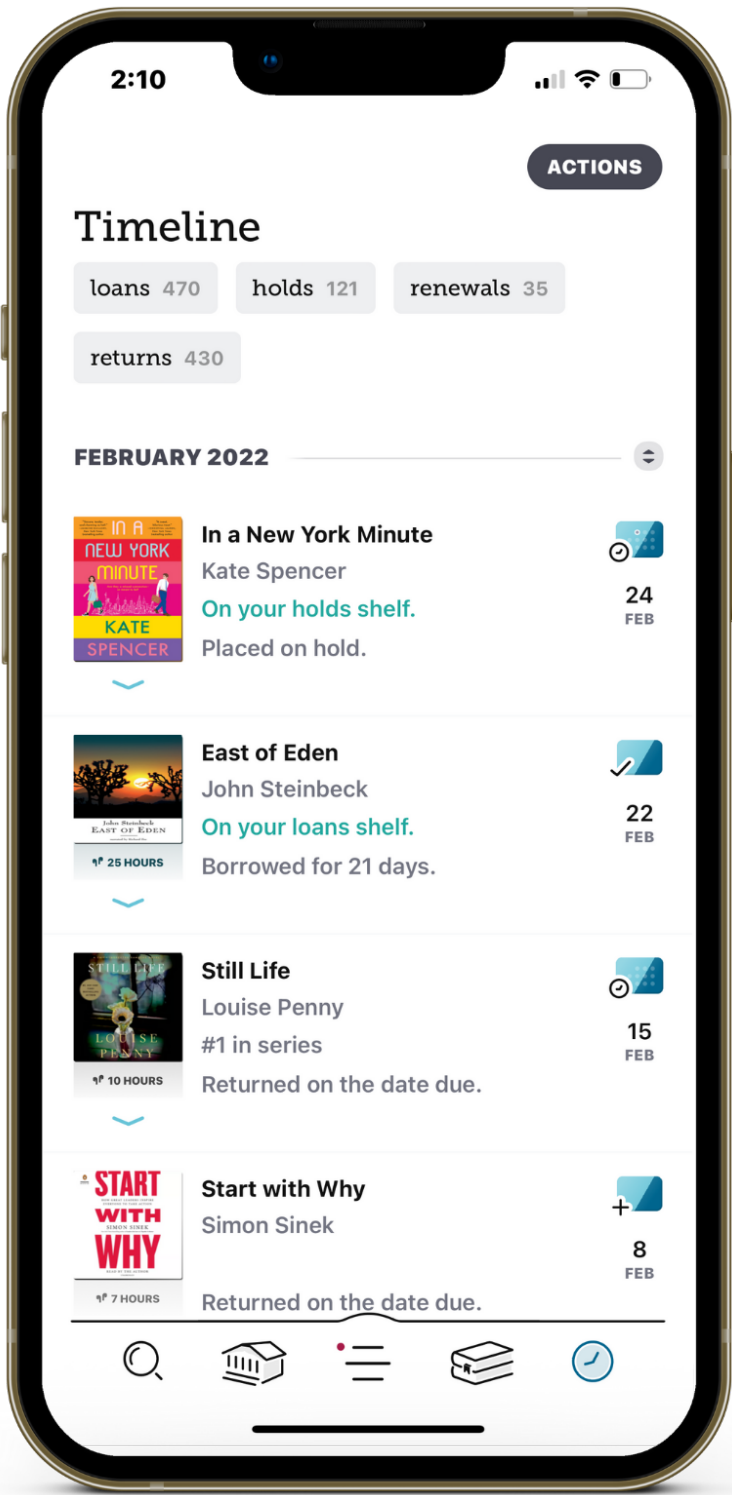 2:10
ACTIONS
Timeline
loans 470
holds 121
renewals 35
returns 430
FEBRUARY 2022
IN A
NEW YORK
MINUTE
KATE
SPENCER
In a New York Minute
Kate Spencer
On your holds shelf.
Placed on hold.
24
FEB
John Steinbeck
EAST OF EDEN
25 HOURS
East of Eden
John Steinbeck
On your loans shelf.
Borrowed for 21 days.
22
FEB
STILL LIFE
LOUISE
PENNY
10 HOURS
Still Life
Louise Penny
#1 in series
Returned on the date due.
15
FEB
START
WITH
SIMON SINEK
WHY
7 HOURS
Start with Why
Simon Sinek
Returned on the date due.
8
FEB